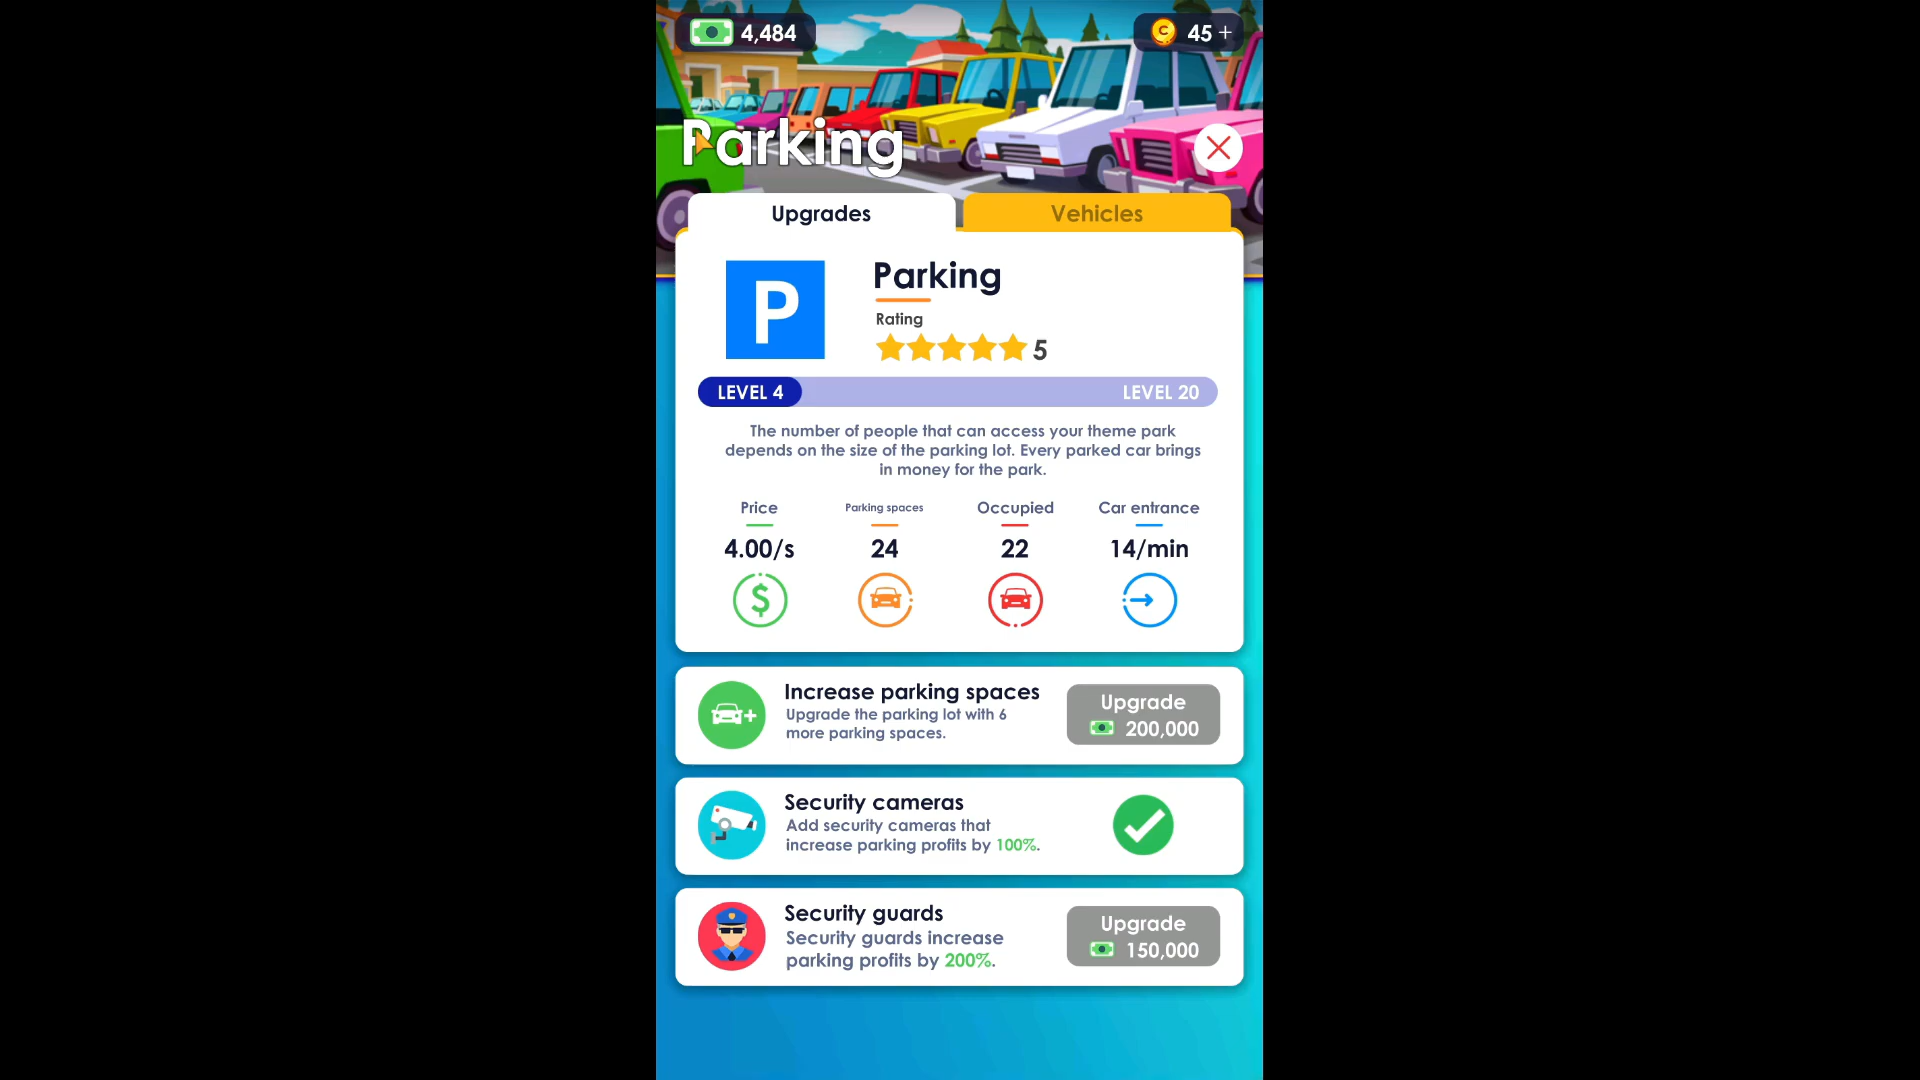 4,484
45 +
Parking
Upgrades
Vehicles
P
Parking
Rating
5
LEVEL 4
LEVEL 20
The number of people that can access your theme park
depends on the size of the parking lot. Every parked car brings
in money for the park.
Price
Parking spaces
Occupied
Car entrance
4.00/s
24
22
14/min
$
Increase parking spaces
Upgrade the parking lot with 6
more parking spaces.
Upgrade
200,000
Security cameras
Add security cameras that
increase parking profits by 100%.
Security guards
Security guards increase
parking profits by 200%.
Upgrade
150,000